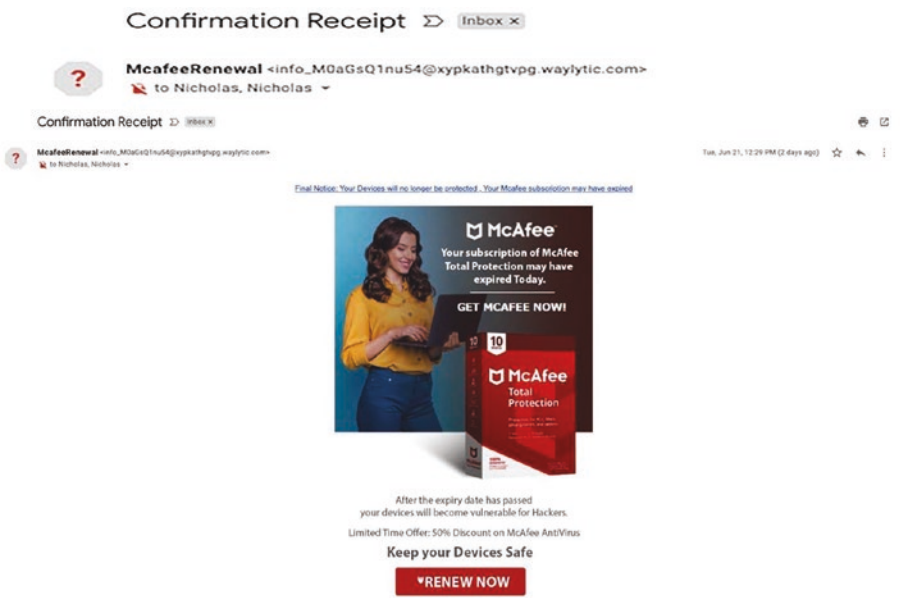 Confirmation Receipt Inbox ×
?
McafeeRenewal <info_M0aGsQ1nu54@xypkathgtvpg.waylytic.com>
to Nicholas, Nicholas
Confirmation Receipt Inbox ×
?
McafeeRenewal <info_M0aGsQ1nu54@xypkathgtvpg.waylytic.com>
Tue, Jun 21, 12:29 PM (2 days ago)
to Nicholas, Nicholas
Final Notice: Your Devices will no longer be protected , Your Mcafee subscription may have expired
McAfee
Your subscription of McAfee
Total Protection may have
expired Today.
GET MCAFEE NOW!
10
10
McAfee
Total
Protection
After the expiry date has passed
your devices will become vulnerable for Hackers.
Limited Time Offer: 50% Discount on McAfee AntiVirus
Keep your Devices Safe
♥RENEW NOW